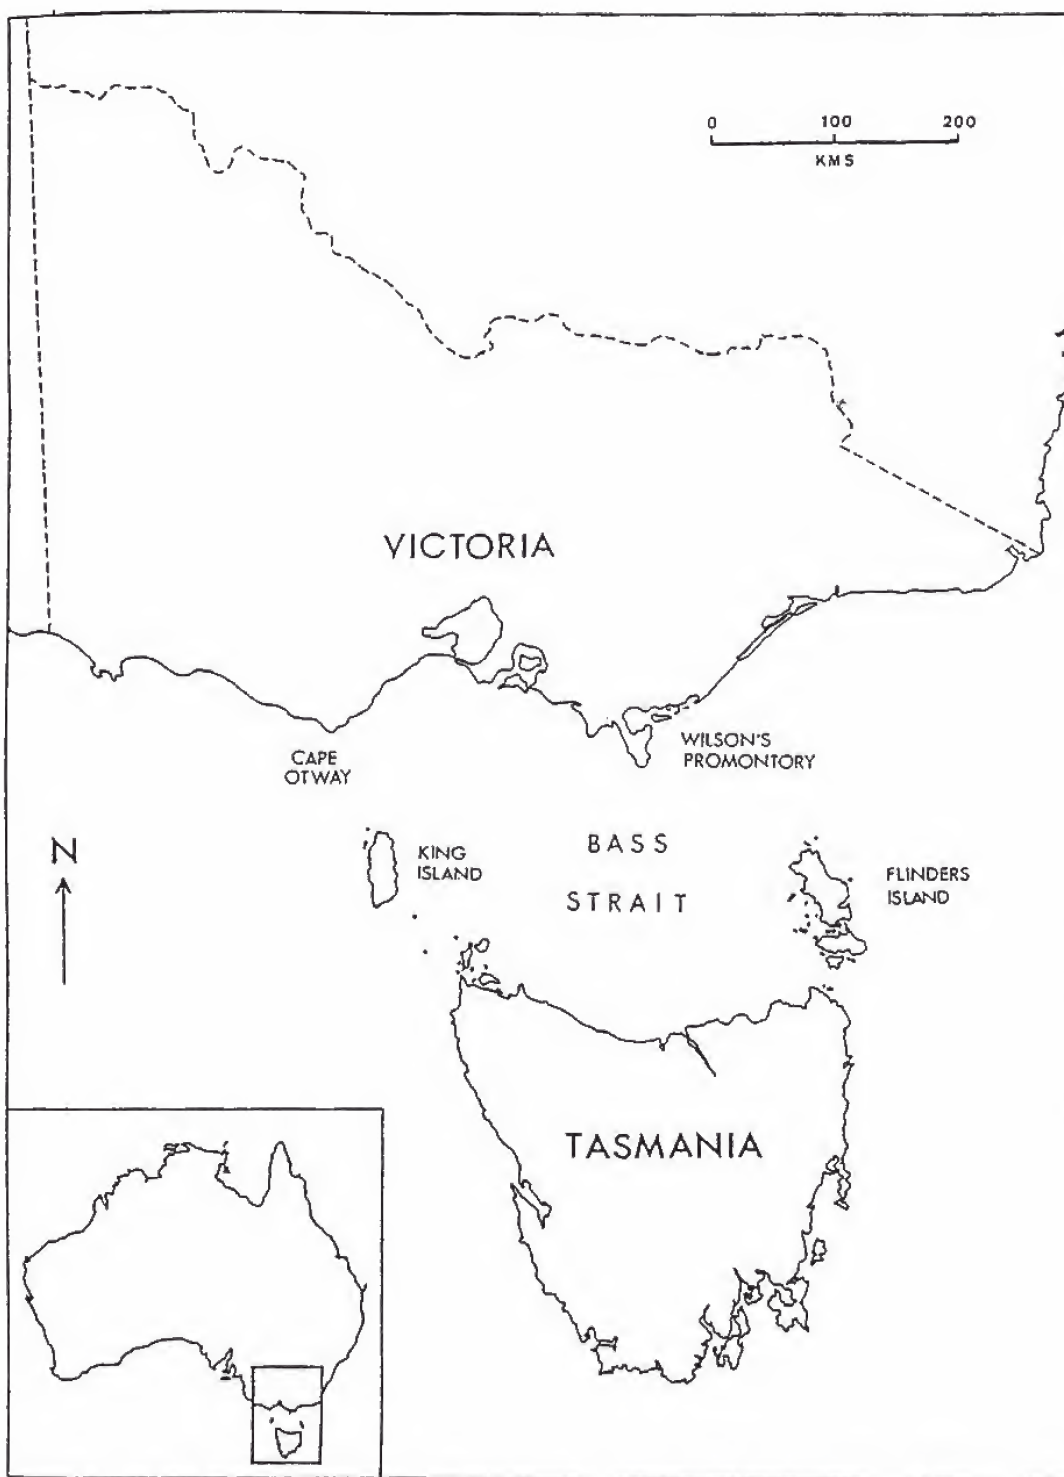 0 100 200
KMS
VICTORIA
CAPE
OTWAY
WILSON'S
PROMONTORY
N
KING
ISLAND
BASS
STRAIT
FLINDERS
ISLAND
TASMANIA